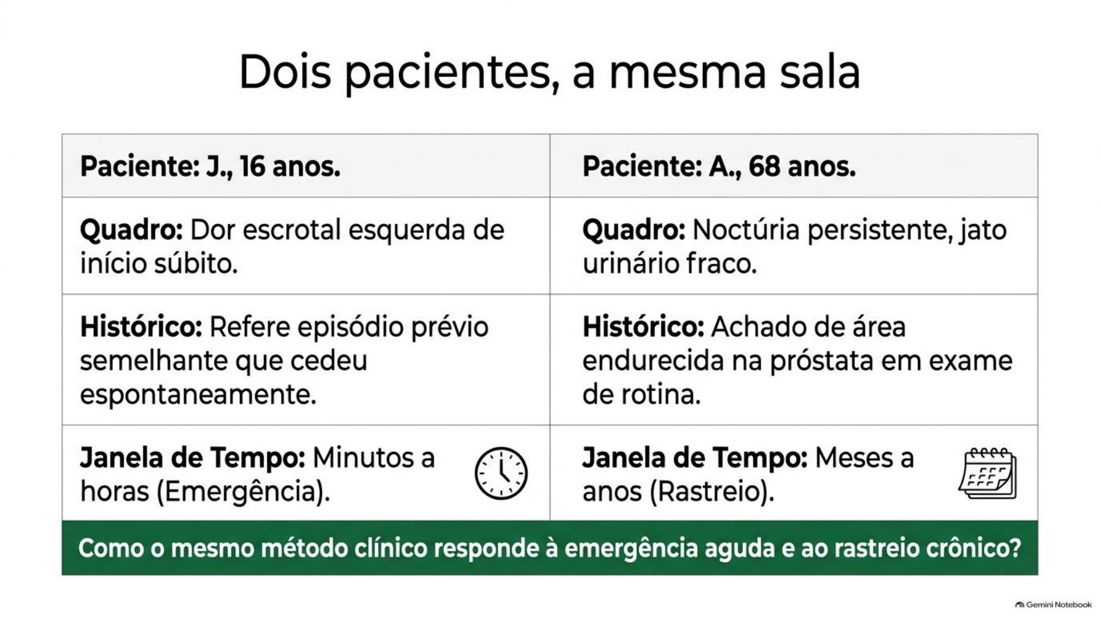 Dois pacientes, a mesma sala
Paciente: J., 16 anos.
Paciente: A., 68 anos.
Quadro: Dor escrotal esquerda de
início súbito.
Quadro: Noctúria persistente, jato
urinário fraco.
Histórico: Refere episódio prévio
semelhante que cedeu
espontaneamente.
Histórico: Achado de área
endurecida na próstata em exame
de rotina.
Janela de Tempo: Minutos a
horas (Emergência).
Janela de Tempo: Meses a
anos (Rastreio).
Como o mesmo método clínico responde à emergência aguda e ao rastreio crônico?
Gemini Notebook